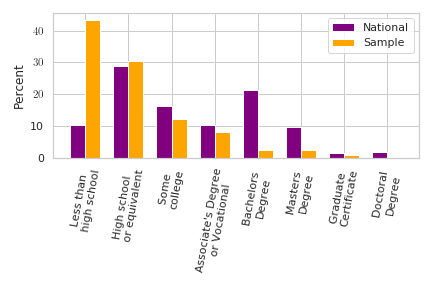 National
Sample
Percent
40
30
20
10
0
Less than
high school
High school
or equivalent
Some
college
Associate's Degree
or Vocational
Bachelors
Degree
Masters
Degree
Graduate
Certificate
Doctoral
Degree